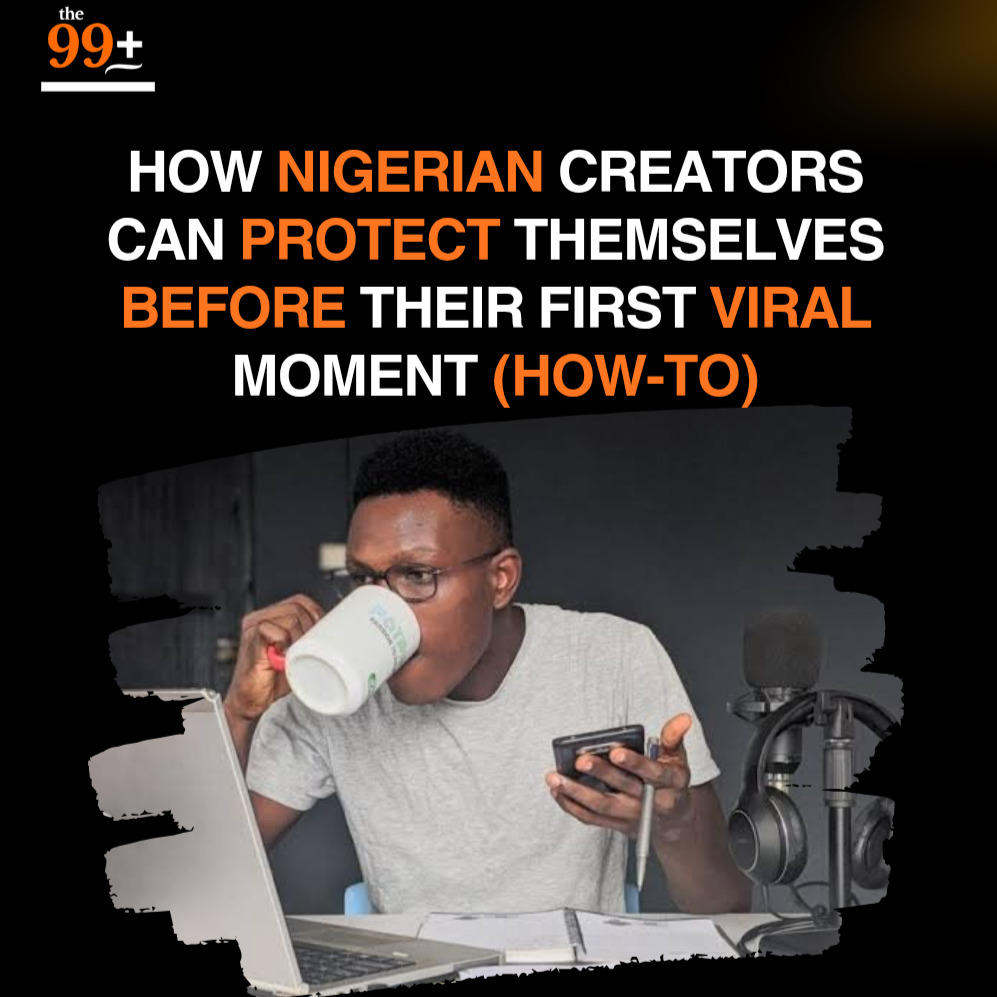 the
99+
HOW NIGERIAN CREATORS
CAN PROTECT THEMSELVES
BEFORE THEIR FIRST VIRAL
MOMENT (HOW-TO)